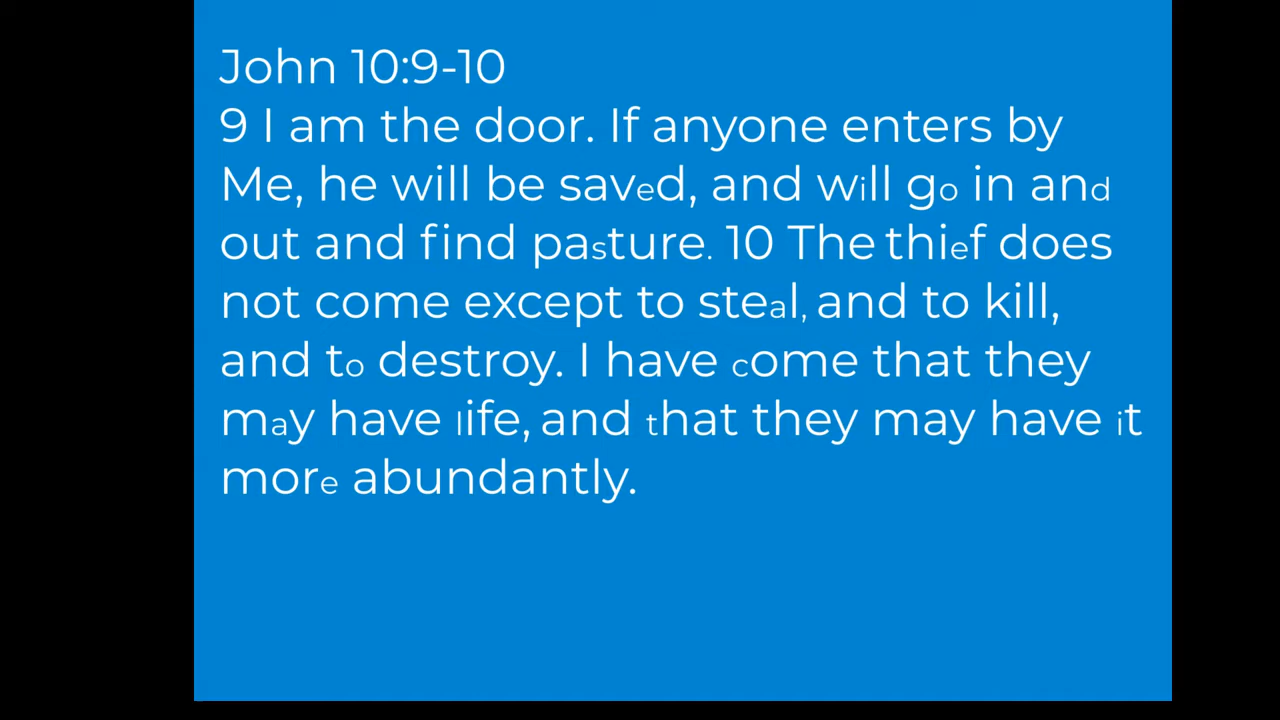 John 10:9-10
9 I am the door. If anyone enters by
Me, he will be saved, and will go in and
out and find pasture. 10 The thief does
not come except to steal, and to kill,
and to destroy. I have come that they
may have life, and that they may have it
more abundantly.